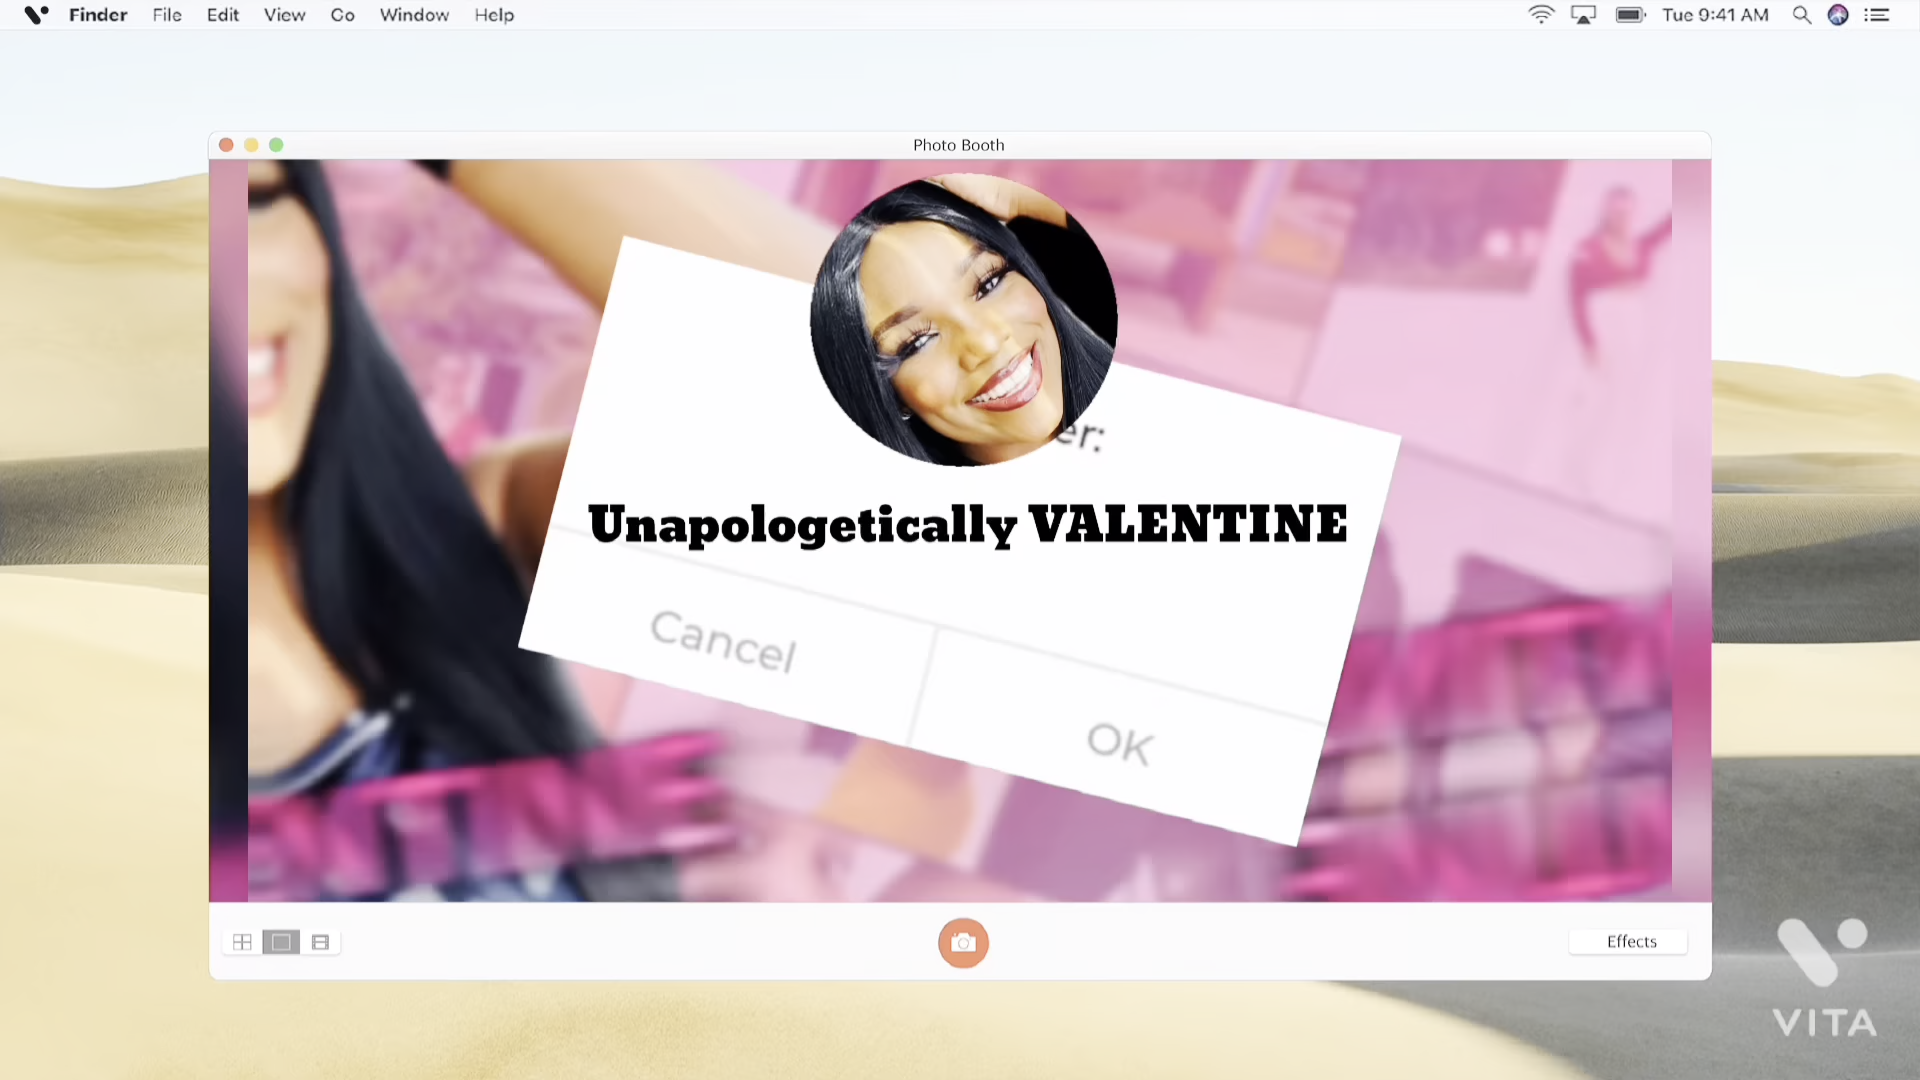 Finder File Edit View Go Window Help Tue 9:41 AM
Photo Booth
er:
Unapologetically VALENTINE
Cancel
OK
Effects
VITA